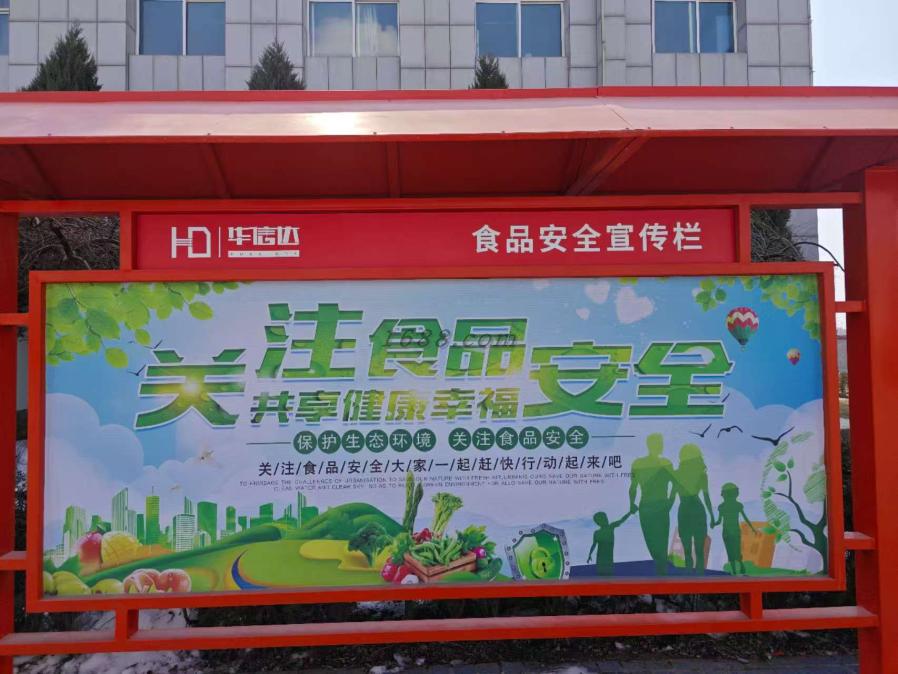 HD 华信达 食品安全宣传栏
关注食品安全
1688.com
共享健康幸福
保护生态环境 关注食品安全
关/注/食/品/安/全/大/家/一/起/赶/快/行/动/起/来/吧